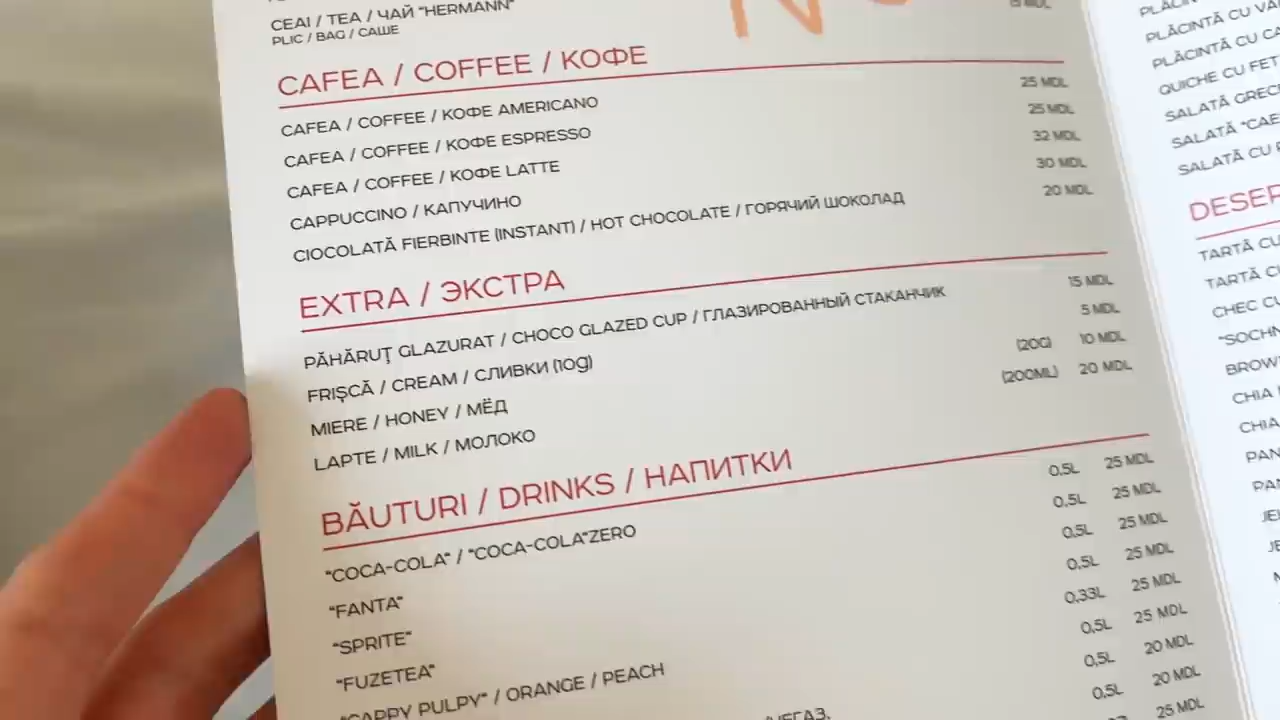 CEAI / TEA / ЧАЙ "HERMANN"
PLIC / BAG / САШЕ
15 MDL
CAFEA / COFFEE / КОФЕ
CAFEA / COFFEE / КОФЕ AMERICANO 25 MDL
CAFEA / COFFEE / КОФЕ ESPRESSO 25 MDL
CAFEA / COFFEE / КОФЕ LATTE 32 MDL
CAPPUCCINO / КАПУЧИНО 30 MDL
CIOCOLATĂ FIERBINTE (INSTANT) / HOT CHOCOLATE / ГОРЯЧИЙ ШОКОЛАД 20 MDL
EXTRA / ЭКСТРА
PĂHĂRUȚ GLAZURAT / CHOCO GLAZED CUP / ГЛАЗИРОВАННЫЙ СТАКАНЧИК 15 MDL
FRIȘCĂ / CREAM / СЛИВКИ (10g) 5 MDL
MIERE / HONEY / МЁД (20G) 10 MDL
LAPTE / MILK / МОЛОКО (200ML) 20 MDL
BĂUTURI / DRINKS / НАПИТКИ
"COCA-COLA" / "COCA-COLA"ZERO 0,5L 25 MDL
"FANTA" 0,5L 25 MDL
"SPRITE" 0,5L 25 MDL
"FUZETEA" 0,5L 25 MDL
"CAPPY PULPY" / ORANGE / PEACH 0,33L 25 MDL
0,5L 25 MDL
0,5L 20 MDL
0,5L 20 MDL
25 MDL
PLĂCINTĂ CU
PLĂCINTĂ CU
QUICHE CU
SALATĂ
SALATĂ
SALATĂ CU
TARTĂ CU
TARTĂ
CHEC CU
CHIA
CHIA